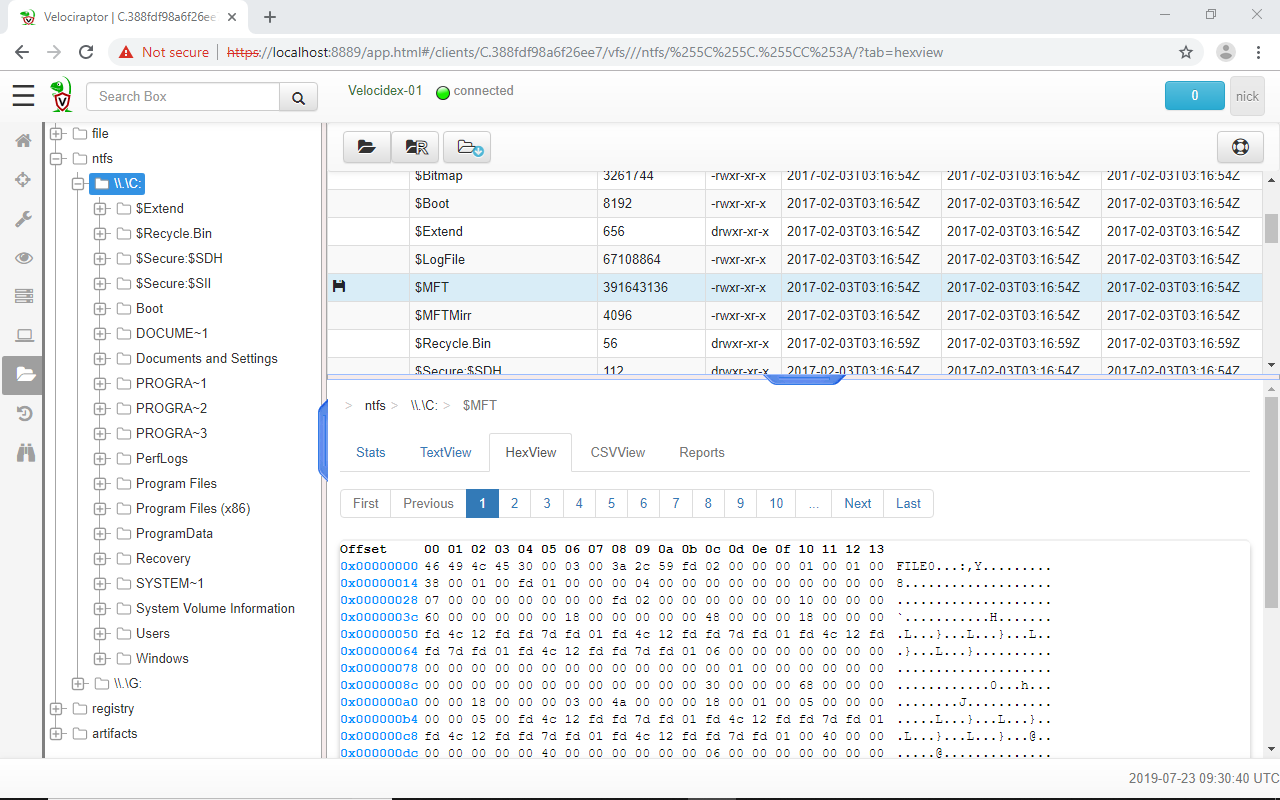 Velociraptor | C.388fdf98a6f26ee
Not secure | https://localhost:8889/app.html#/clients/C.388fdf98a6f26ee7/vfs///ntfs/%255C%255C.%255CC%253A/?tab=hexview
Search Box
Velocidex-01 connected
0
nick
file
ntfs
\\.\C:
$Extend
$Recycle.Bin
$Secure:$SDH
$Secure:$SII
Boot
DOCUME~1
Documents and Settings
PROGRA~1
PROGRA~2
PROGRA~3
PerfLogs
Program Files
Program Files (x86)
ProgramData
Recovery
SYSTEM~1
System Volume Information
Users
Windows
\\.\G:
registry
artifacts
R
$Bitmap 3261744 -rwxr-xr-x 2017-02-03T03:16:54Z 2017-02-03T03:16:54Z 2017-02-03T03:16:54Z
$Boot 8192 -rwxr-xr-x 2017-02-03T03:16:54Z 2017-02-03T03:16:54Z 2017-02-03T03:16:54Z
$Extend 656 drwxr-xr-x 2017-02-03T03:16:54Z 2017-02-03T03:16:54Z 2017-02-03T03:16:54Z
$LogFile 67108864 -rwxr-xr-x 2017-02-03T03:16:54Z 2017-02-03T03:16:54Z 2017-02-03T03:16:54Z
$MFT 391643136 -rwxr-xr-x 2017-02-03T03:16:54Z 2017-02-03T03:16:54Z 2017-02-03T03:16:54Z
$MFTMirr 4096 -rwxr-xr-x 2017-02-03T03:16:54Z 2017-02-03T03:16:54Z 2017-02-03T03:16:54Z
$Recycle.Bin 56 drwxr-xr-x 2017-02-03T03:16:59Z 2017-02-03T03:16:59Z 2017-02-03T03:16:59Z
$Secure:$SDH 112 drwxr-xr-x 2017-02-03T03:16:54Z 2017-02-03T03:16:54Z 2017-02-03T03:16:54Z
> ntfs > \\.\C: > $MFT
Stats TextView HexView CSVView Reports
First Previous 1 2 3 4 5 6 7 8 9 10 ... Next Last
Offset 00 01 02 03 04 05 06 07 08 09 0a 0b 0c 0d 0e 0f 10 11 12 13
0x00000000 46 49 4c 45 30 00 03 00 3a 2c 59 fd 02 00 00 00 01 00 01 00 FILE0...:,Y.........
0x00000014 38 00 01 00 fd 01 00 00 00 04 00 00 00 00 00 00 00 00 00 00 8...................
0x00000028 07 00 00 00 00 00 00 00 fd 02 00 00 00 00 00 00 10 00 00 00 ....................
0x0000003c 60 00 00 00 00 00 18 00 00 00 00 00 48 00 00 00 18 00 00 00 `...........H.......
0x00000050 fd 4c 12 fd fd 7d fd 01 fd 4c 12 fd fd 7d fd 01 fd 4c 12 fd .L...}...L...}...L..
0x00000064 fd 7d fd 01 fd 4c 12 fd fd 7d fd 01 06 00 00 00 00 00 00 00 .}...L...}..........
0x00000078 00 00 00 00 00 00 00 00 00 00 00 00 00 01 00 00 00 00 00 00 ....................
0x0000008c 00 00 00 00 00 00 00 00 00 00 00 00 30 00 00 00 68 00 00 00 ............0...h...
0x000000a0 00 00 18 00 00 00 03 00 4a 00 00 00 18 00 01 00 05 00 00 00 ........J...........
0x000000b4 00 00 05 00 fd 4c 12 fd fd 7d fd 01 fd 4c 12 fd fd 7d fd 01 .....L...}...L...}..
0x000000c8 fd 4c 12 fd fd 7d fd 01 fd 4c 12 fd fd 7d fd 01 00 40 00 00 .L...}...L...}...@..
0x000000dc 00 00 00 00 00 40 00 00 00 00 00 00 06 00 00 00 00 00 00 00 .....@..............
2019-07-23 09:30:40 UTC